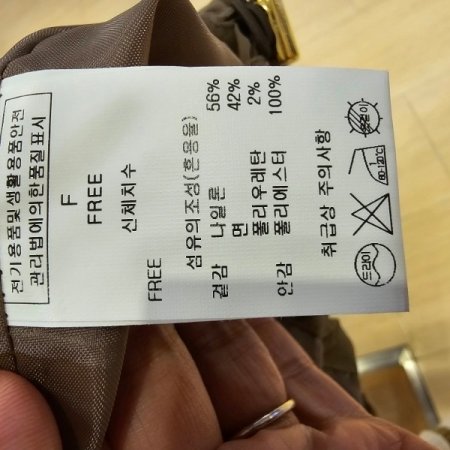 전기용품및생활용품안전
관리법에의한품질표시
F
FREE
신체치수
FREE
섬유의조성(혼용율)
겉감 나일론 56%
면 42%
폴리우레탄 2%
안감 폴리에스터 100%
취급상 주의사항
드라이
1
80-120℃